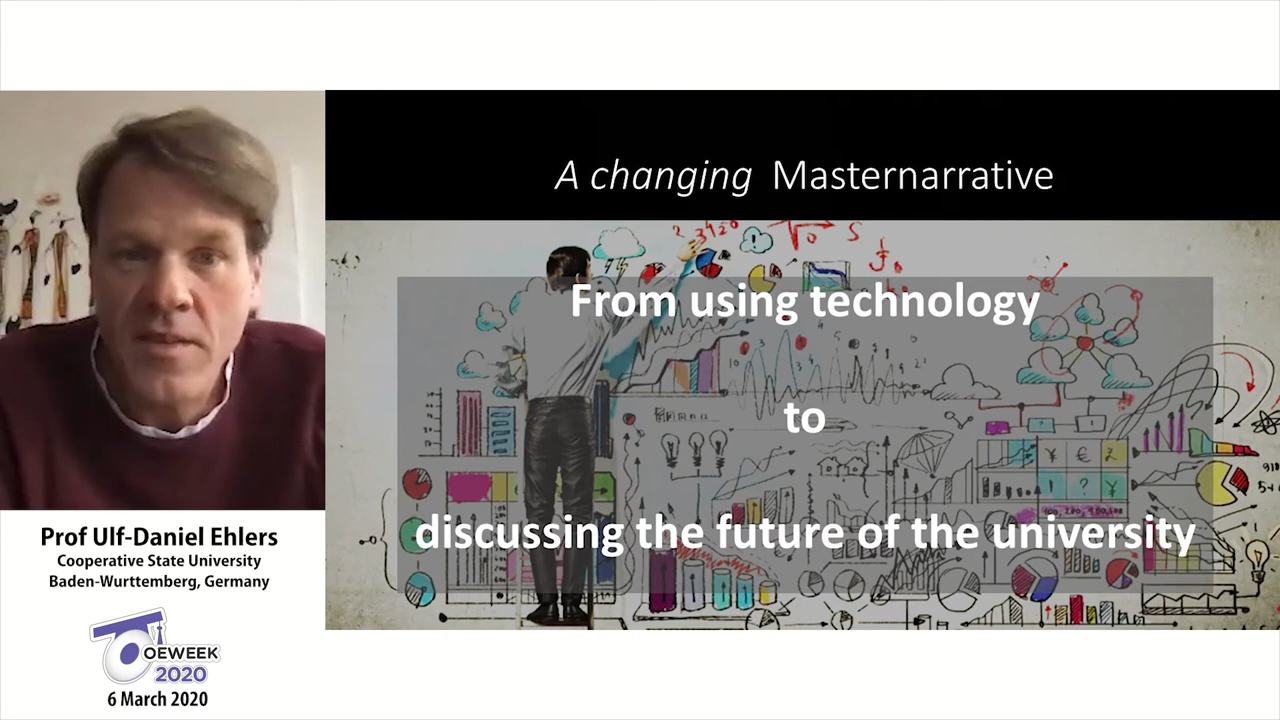 A changing Masternarrative
From using technology
to
discussing the future of the university
Prof Ulf-Daniel Ehlers
Cooperative State University
Baden-Wurttemberg, Germany
OEWEEK
2020
6 March 2020